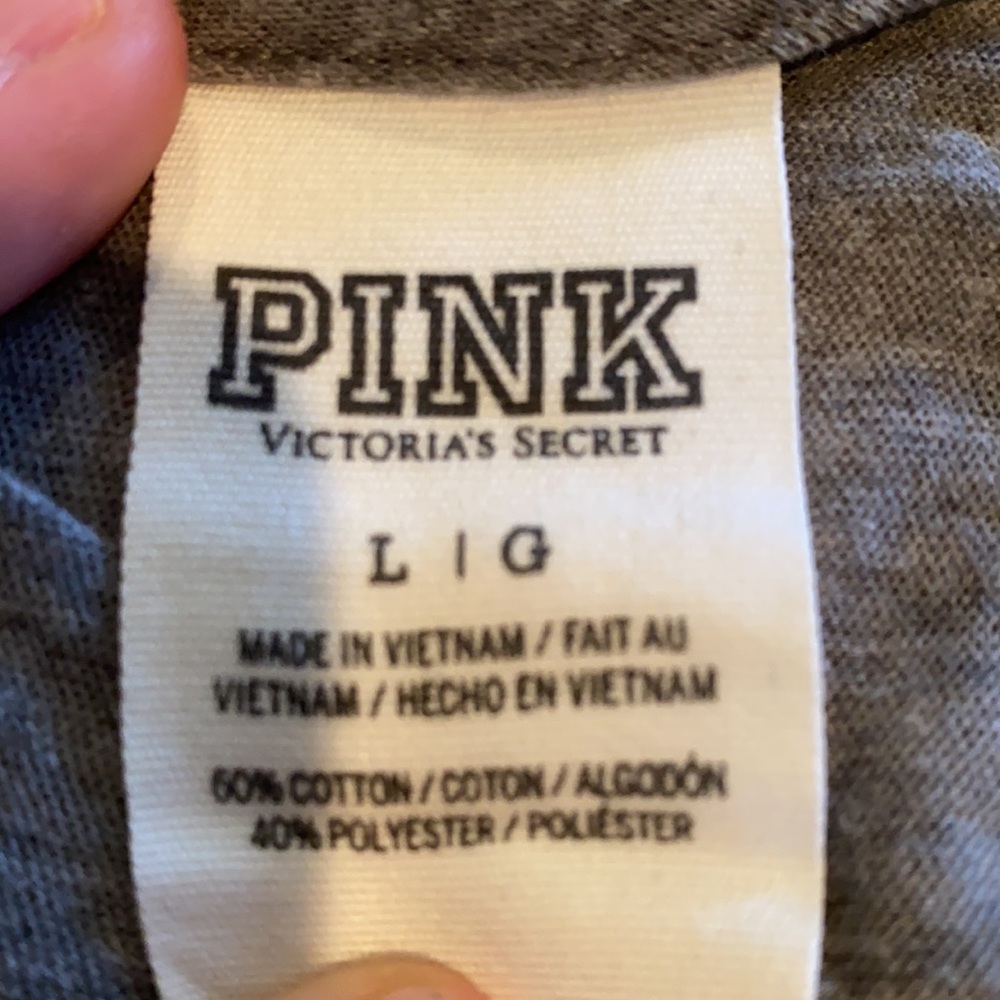 PINK
VICTORIA'S SECRET
L | G
MADE IN VIETNAM / FAIT AU
VIETNAM / HECHO EN VIETNAM
60% COTTON / COTON / ALGODÓN
40% POLYESTER / POLIÉSTER